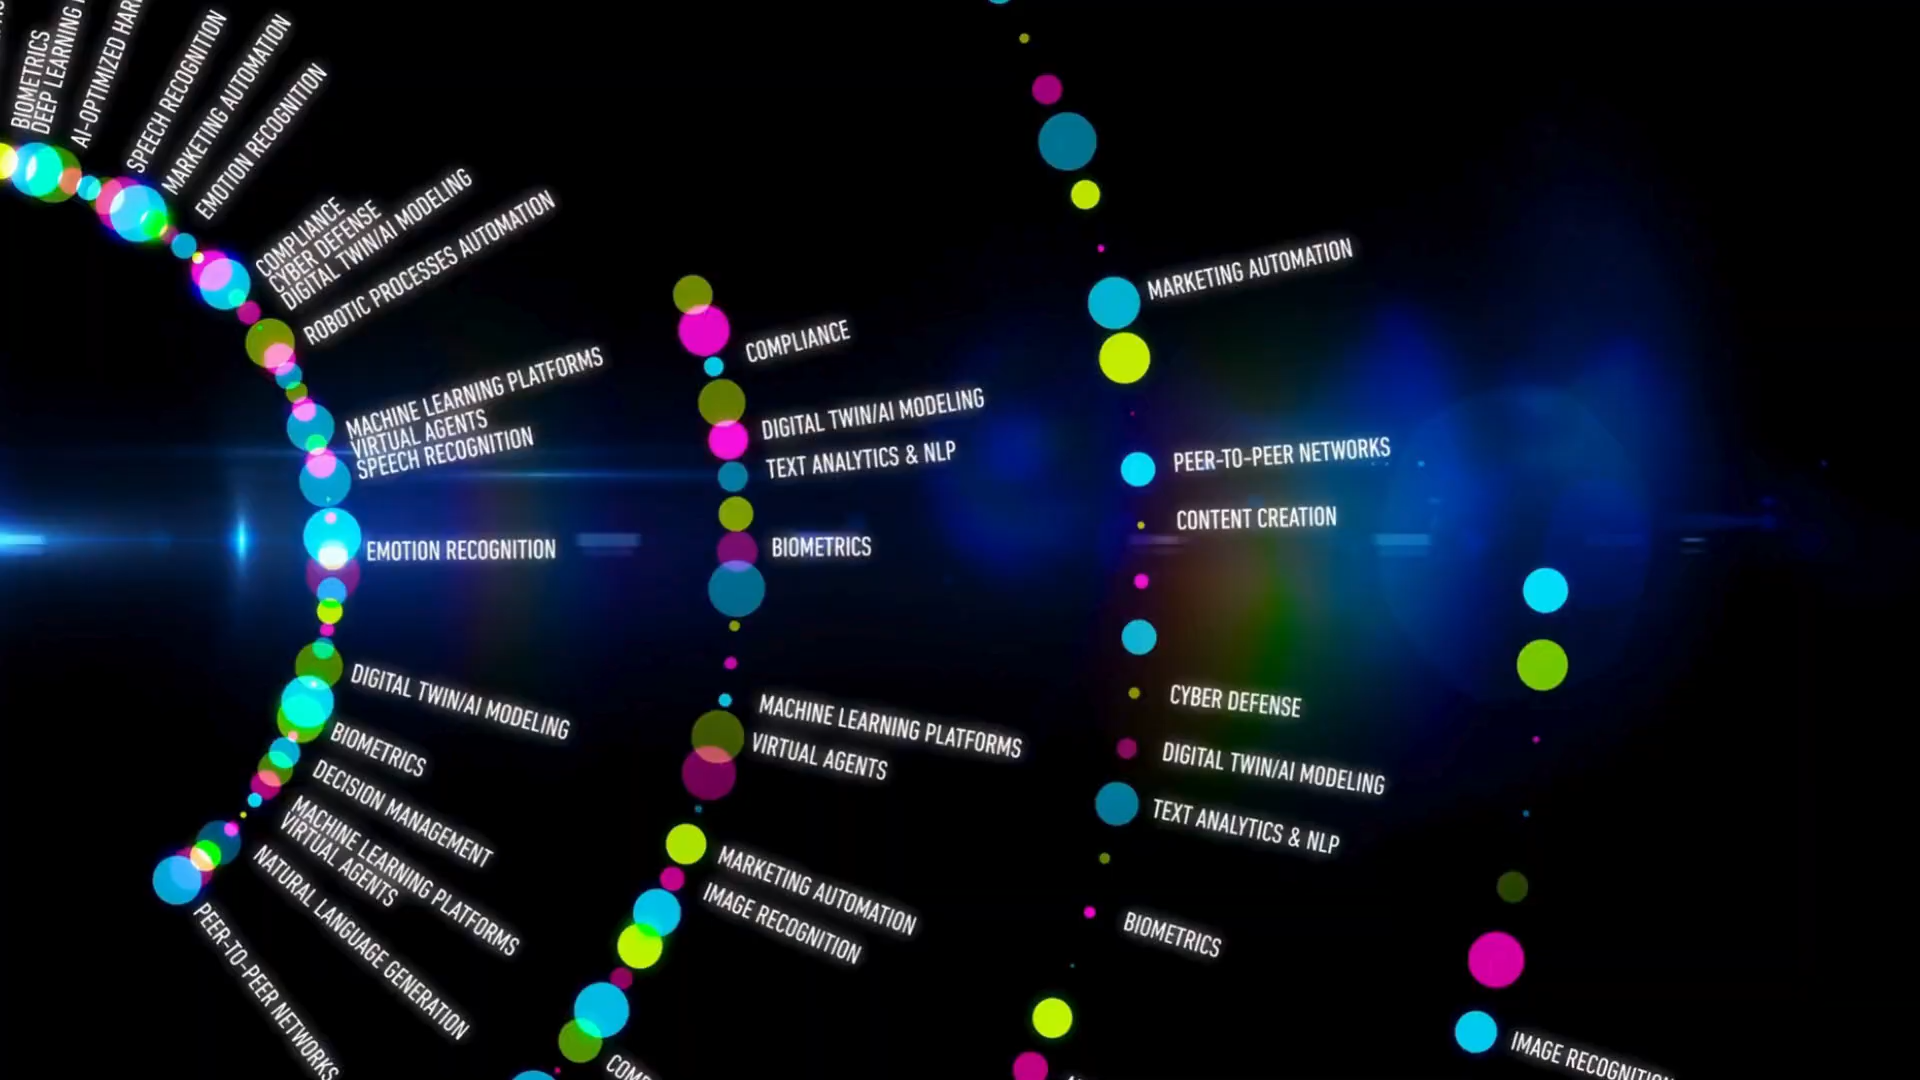 BIOMETRICS
DEEP LEARNING
AI-OPTIMIZED
SPEECH RECOGNITION
MARKETING AUTOMATION
EMOTION RECOGNITION
COMPLIANCE
CYBER DEFENSE
DIGITAL TWIN/AI MODELING
ROBOTIC PROCESSES AUTOMATION
MACHINE LEARNING PLATFORMS
VIRTUAL AGENTS
SPEECH RECOGNITION
EMOTION RECOGNITION
DIGITAL TWIN/AI MODELING
BIOMETRICS
DECISION MANAGEMENT
MACHINE LEARNING PLATFORMS
VIRTUAL AGENTS
NATURAL LANGUAGE GENERATION
PEER-TO-PEER NETWORKS
COMPLIANCE
DIGITAL TWIN/AI MODELING
TEXT ANALYTICS & NLP
BIOMETRICS
MACHINE LEARNING PLATFORMS
VIRTUAL AGENTS
MARKETING AUTOMATION
IMAGE RECOGNITION
MARKETING AUTOMATION
PEER-TO-PEER NETWORKS
CONTENT CREATION
CYBER DEFENSE
DIGITAL TWIN/AI MODELING
TEXT ANALYTICS & NLP
BIOMETRICS
IMAGE RECOGNITION